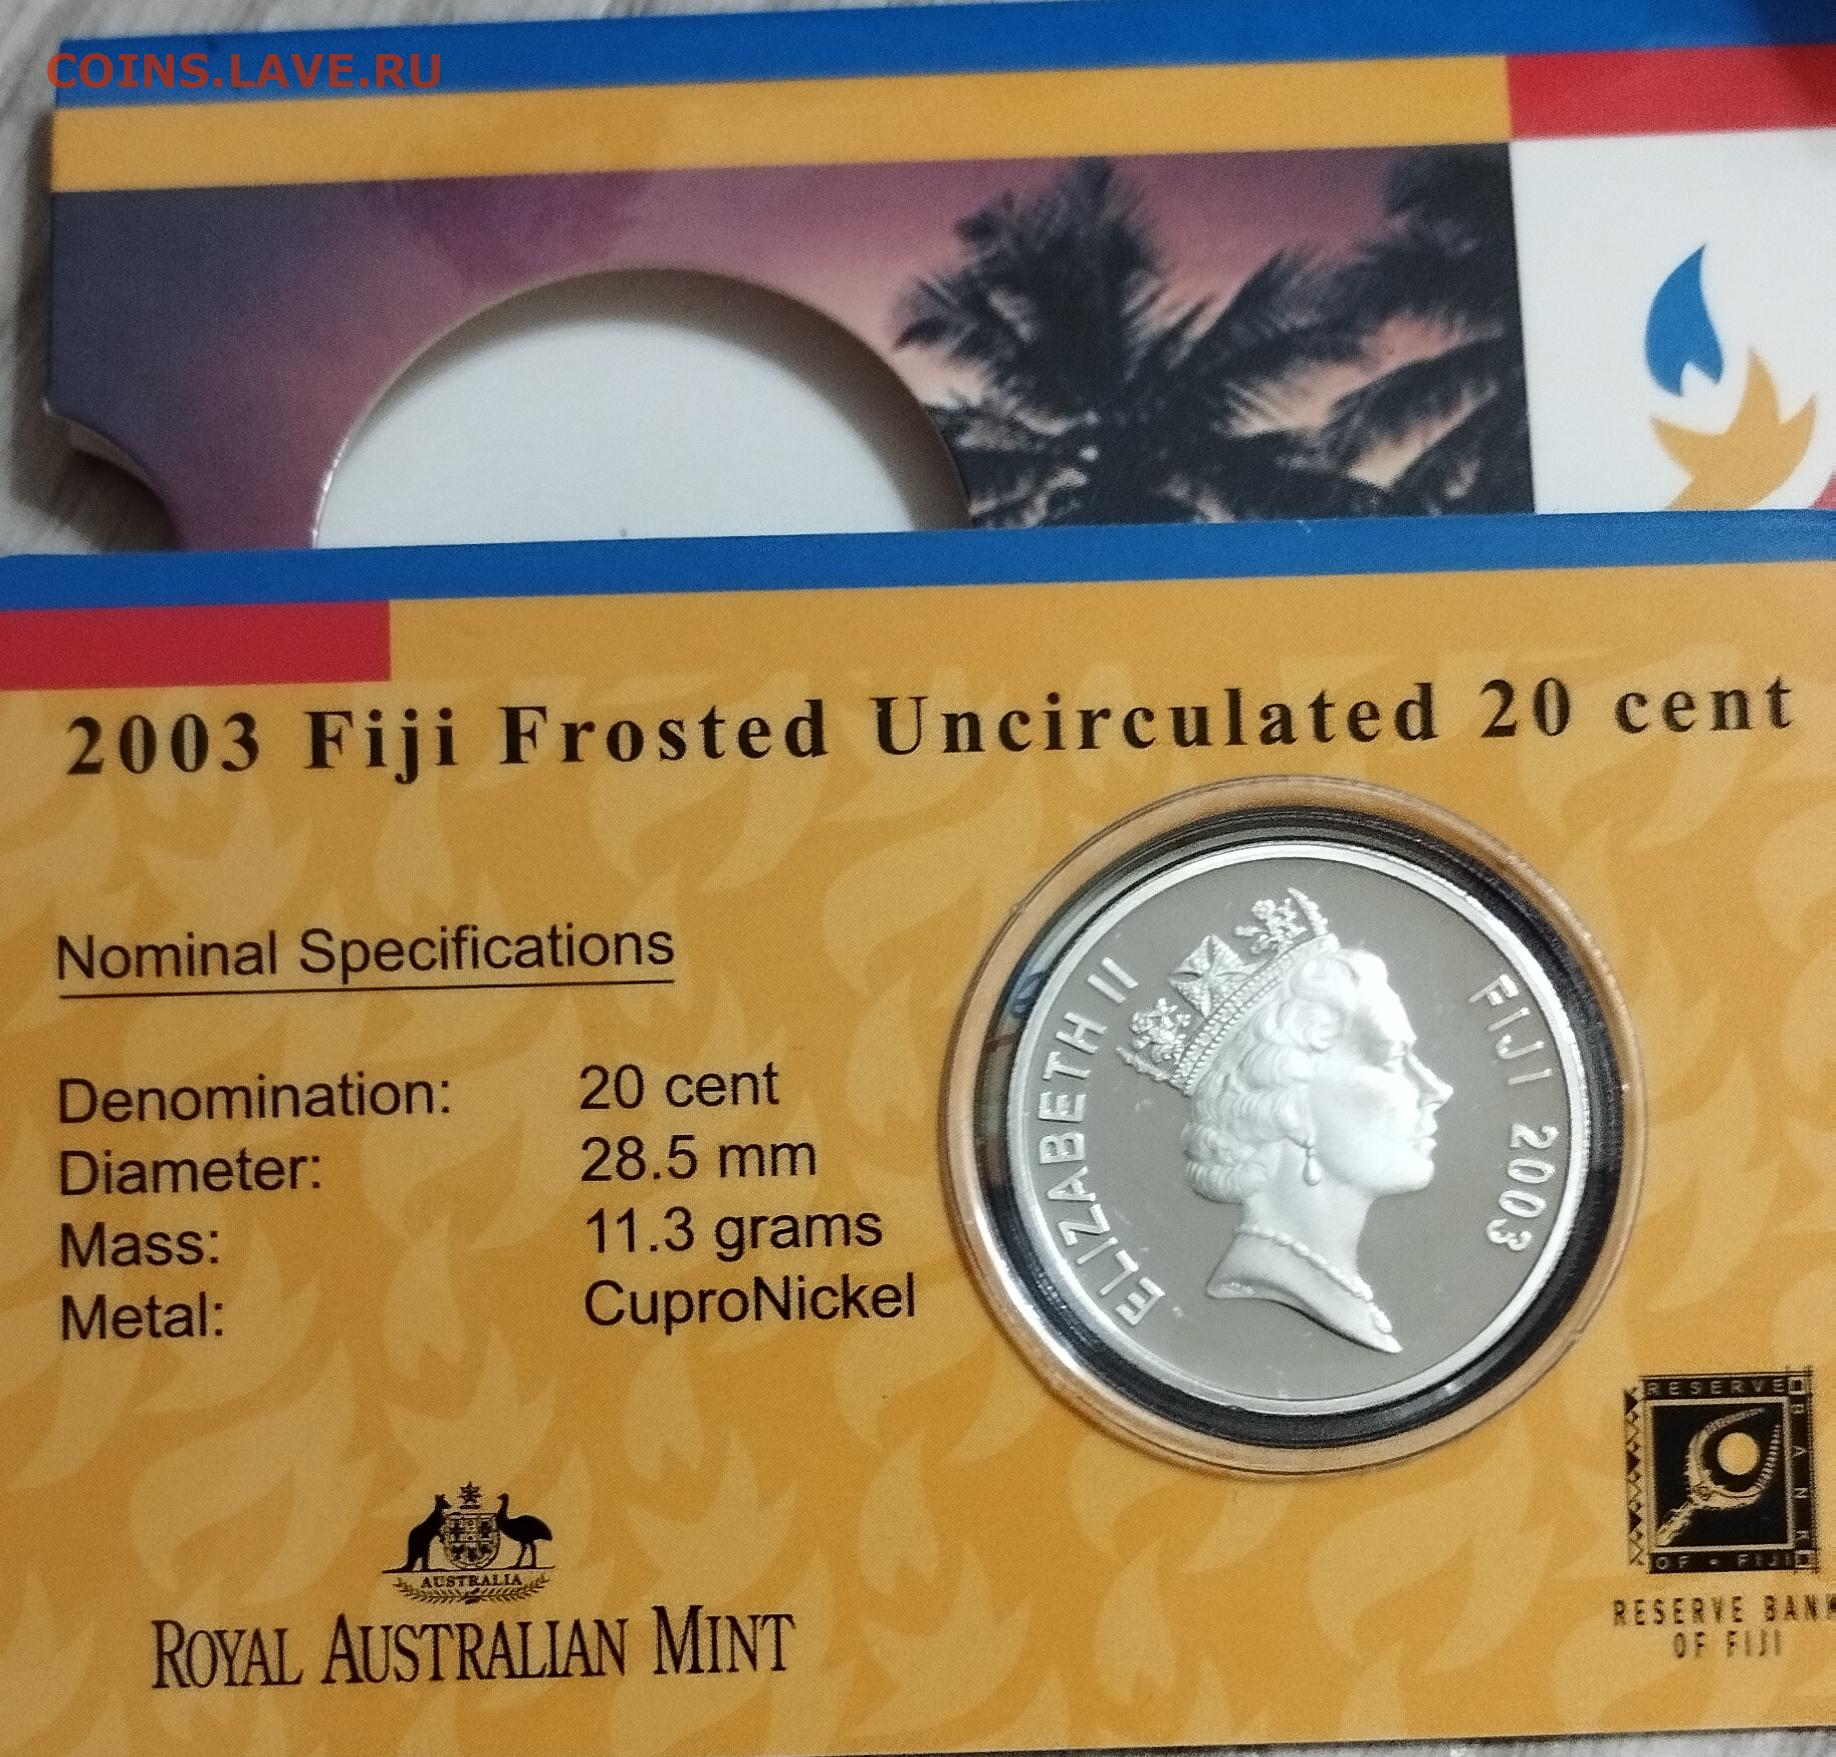 COINS.LAVE.RU
2003 Fiji Frosted Uncirculated 20 cent
Nominal Specifications
Denomination: 20 cent
Diameter: 28.5 mm
Mass: 11.3 grams
Metal: CuproNickel
ELIZABETH II
FIJI 2003
AUSTRALIA
ROYAL AUSTRALIAN MINT
RESERVE
BANK
OF • FIJI
RESERVE BANK
OF FIJI